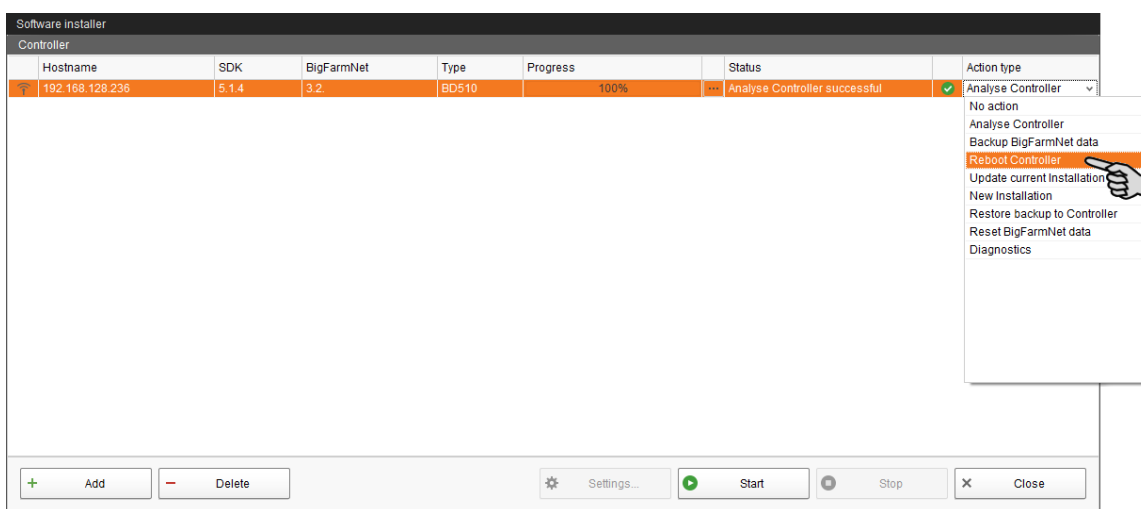 Software installer
Controller
Hostname SDK BigFarmNet Type Progress Status Action type
192.168.128.236 5.1.4 3.2. BD510 100% ... Analyse Controller successful Analyse Controller
No action
Analyse Controller
Backup BigFarmNet data
Reboot Controller
Update current Installation
New Installation
Restore backup to Controller
Reset BigFarmNet data
Diagnostics
Add Delete Settings... Start Stop Close